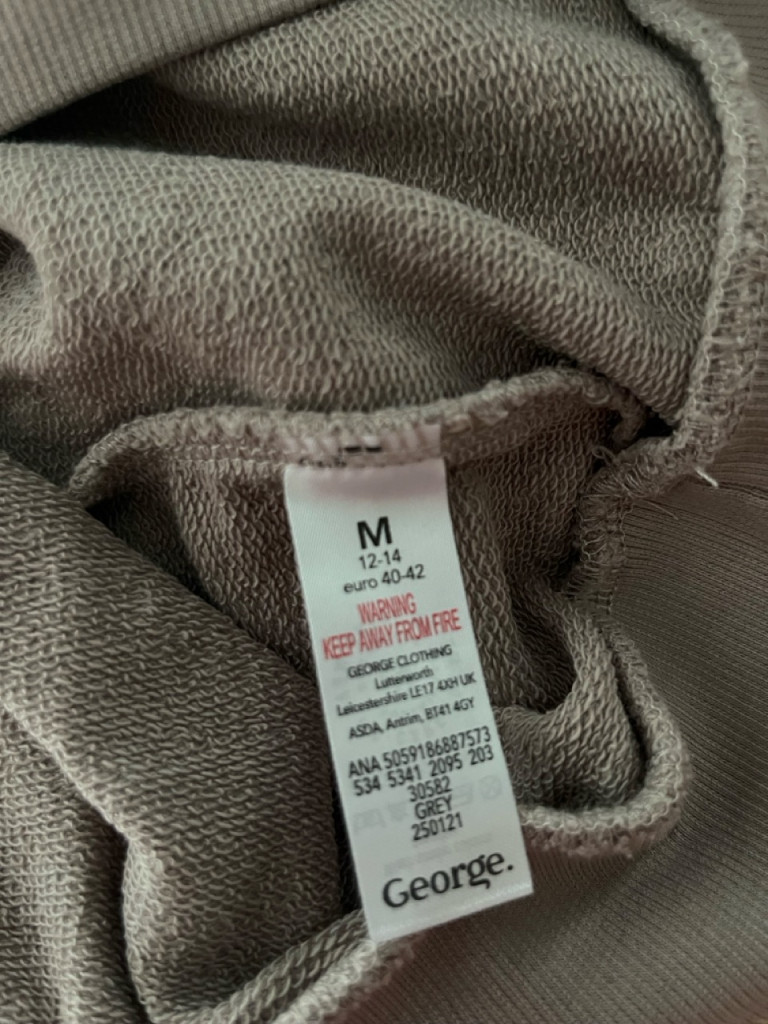 M
12-14
euro 40-42
WARNING
KEEP AWAY FROM FIRE
GEORGE CLOTHING
Lutterworth
Leicestershire LE17 4XH UK
ASDA, Antrim, BT41 4GY
ANA 5059186887573
534 5341 2095 203
30582
GREY
250121
George.